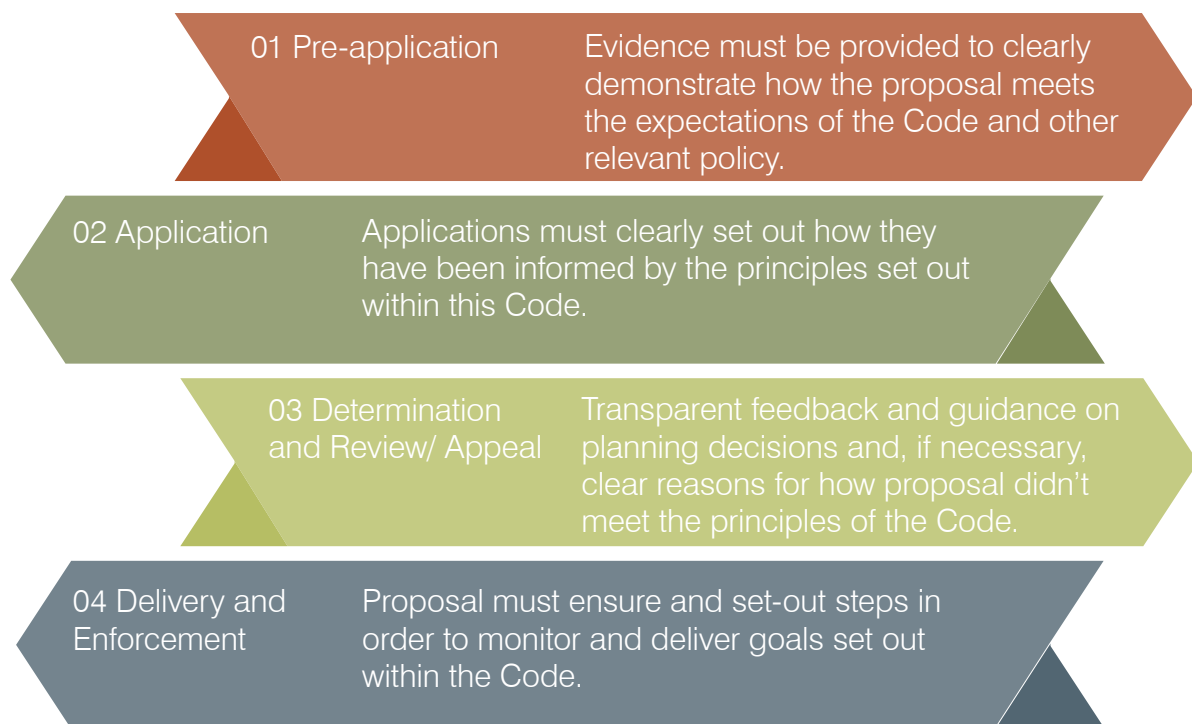 01 Pre-application
Evidence must be provided to clearly
demonstrate how the proposal meets
the expectations of the Code and other
relevant policy.
02 Application
Applications must clearly set out how they
have been informed by the principles set out
within this Code.
03 Determination
and Review/ Appeal
Transparent feedback and guidance on
planning decisions and, if necessary,
clear reasons for how proposal didn't
meet the principles of the Code.
04 Delivery and
Enforcement
Proposal must ensure and set-out steps in
order to monitor and deliver goals set out
within the Code.